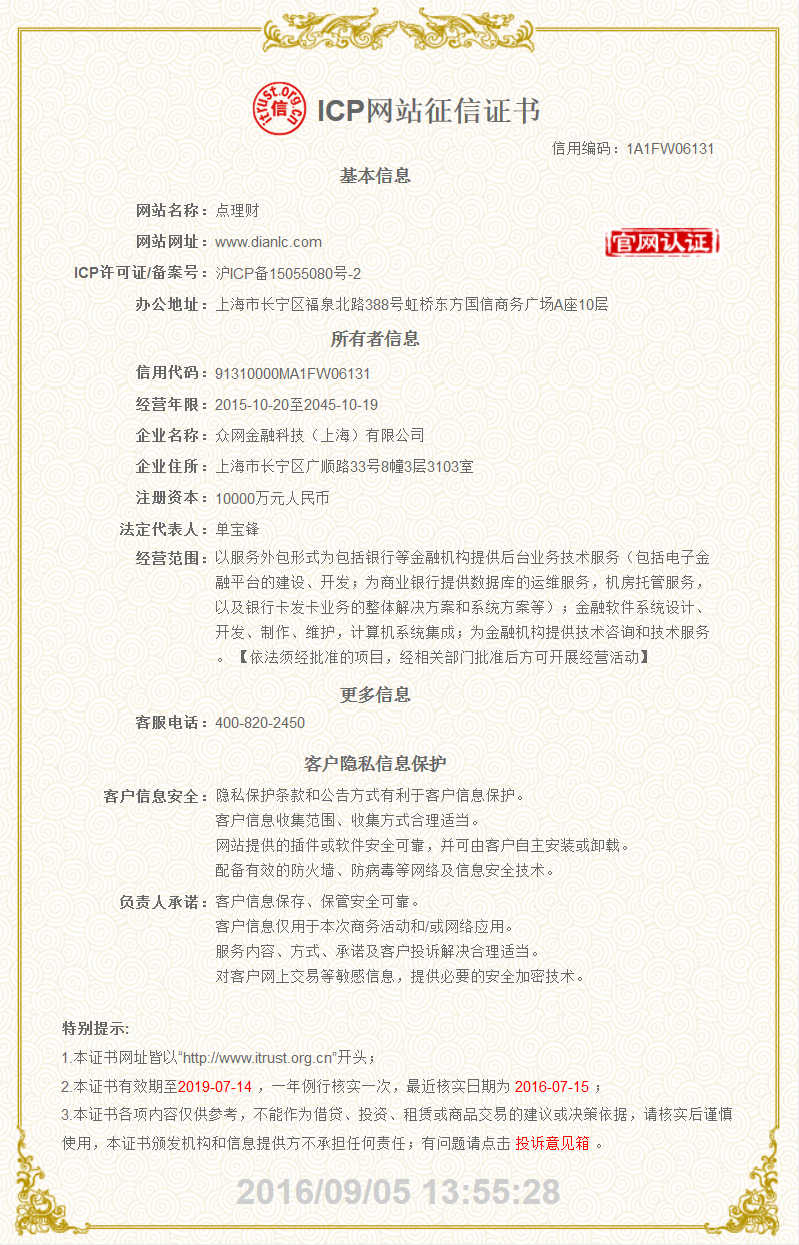 itrust.org.cn
信
ICP网站征信证书
信用编码：1A1FW06131
基本信息
网站名称：点理财
网站网址：www.dianlc.com
官网认证
ICP许可证/备案号：沪ICP备15055080号-2
办公地址：上海市长宁区福泉北路388号虹桥东方国信商务广场A座10层
所有者信息
信用代码：91310000MA1FW06131
经营年限：2015-10-20至2045-10-19
企业名称：众网金融科技（上海）有限公司
企业住所：上海市长宁区广顺路33号8幢3层3103室
注册资本：10000万元人民币
法定代表人：单宝锋
经营范围：以服务外包形式为包括银行等金融机构提供后台业务技术服务（包括电子金
融平台的建设、开发；为商业银行提供数据库的运维服务，机房托管服务，
以及银行卡发卡业务的整体解决方案和系统方案等）；金融软件系统设计、
开发、制作、维护，计算机系统集成；为金融机构提供技术咨询和技术服务
。【依法须经批准的项目，经相关部门批准后方可开展经营活动】
更多信息
客服电话：400-820-2450
客户隐私信息保护
客户信息安全：隐私保护条款和公告方式有利于客户信息保护。
客户信息收集范围、收集方式合理适当。
网站提供的插件或软件安全可靠，并可由客户自主安装或卸载。
配备有效的防火墙、防病毒等网络及信息安全技术。
负责人承诺：客户信息保存、保管安全可靠。
客户信息仅用于本次商务活动和/或网络应用。
服务内容、方式、承诺及客户投诉解决合理适当。
对客户网上交易等敏感信息，提供必要的安全加密技术。
特别提示:
1.本证书网址皆以“http://www.itrust.org.cn”开头；
2.本证书有效期至2019-07-14 ，一年例行核实一次，最近核实日期为 2016-07-15 ；
3.本证书各项内容仅供参考，不能作为借贷、投资、租赁或商品交易的建议或决策依据，请核实后谨慎
使用，本证书颁发机构和信息提供方不承担任何责任；有问题请点击 投诉意见箱 。
2016/09/05 13:55:28